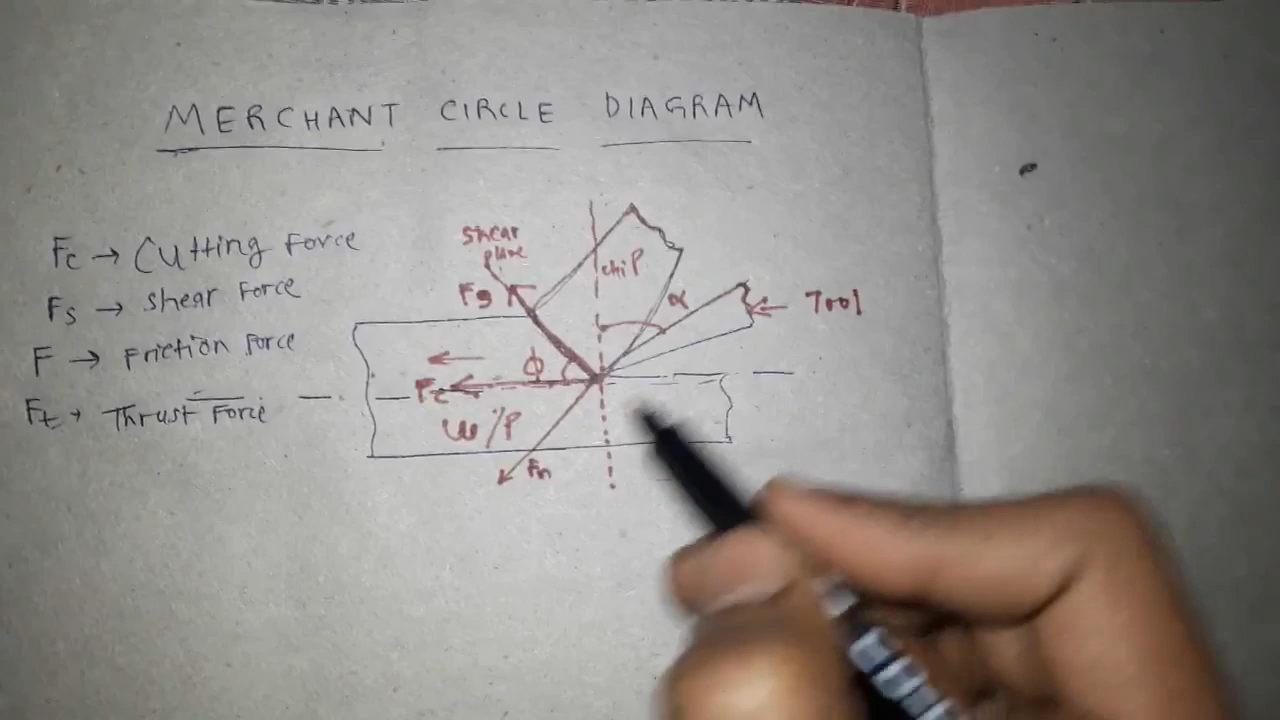 MERCHANT CIRCLE DIAGRAM
Fc → Cutting Force
Fs → Shear Force
F → Friction Force
Ft → Thrust Force
Shear
plane
Fs
chip
α
Tool
ϕ
Fc
W/P
Fn